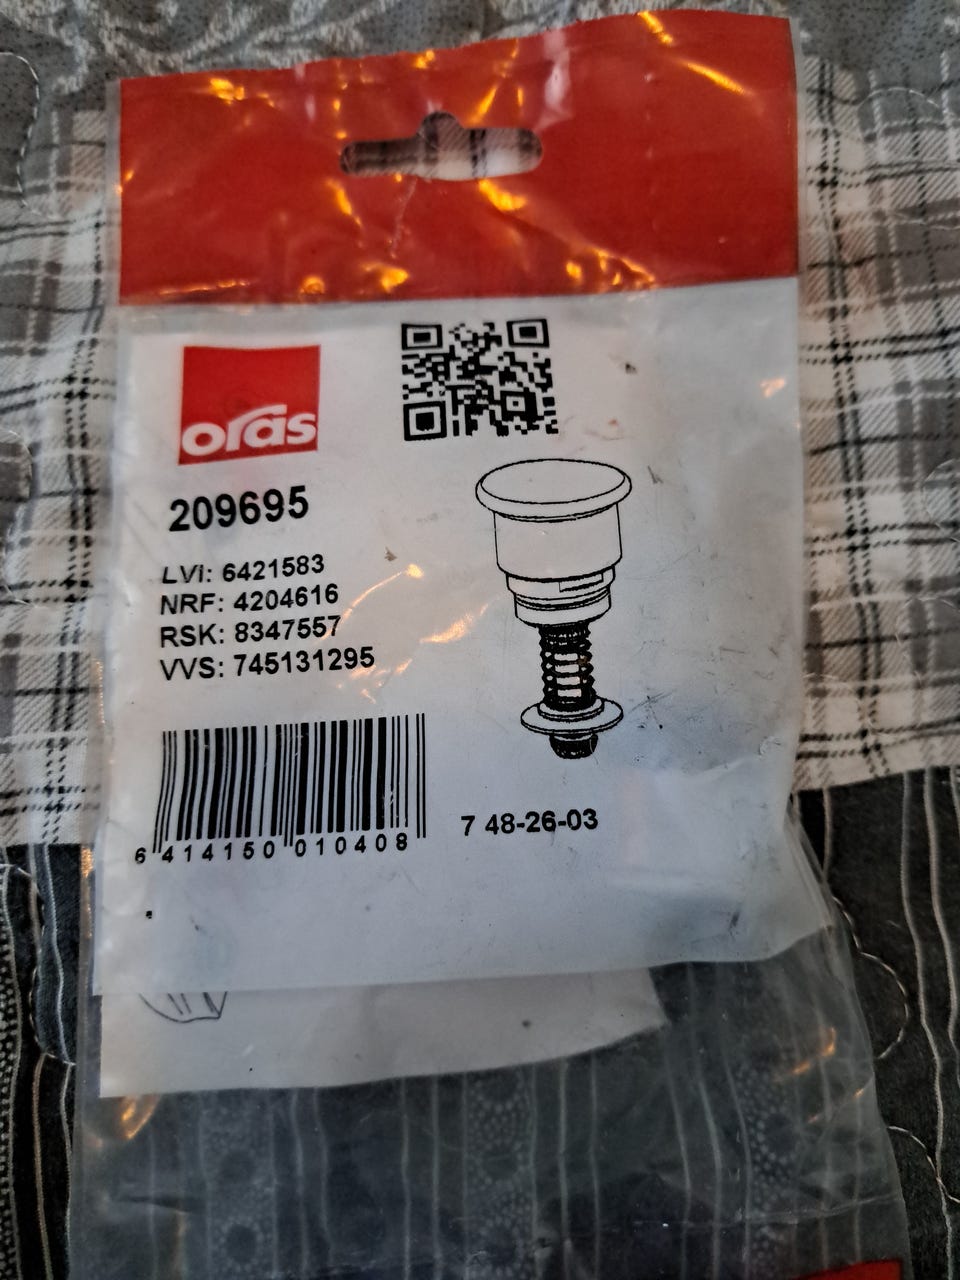 oras
209695
LVI: 6421583
NRF: 4204616
RSK: 8347557
VVS: 745131295
6 414150 010408
7 48-26-03